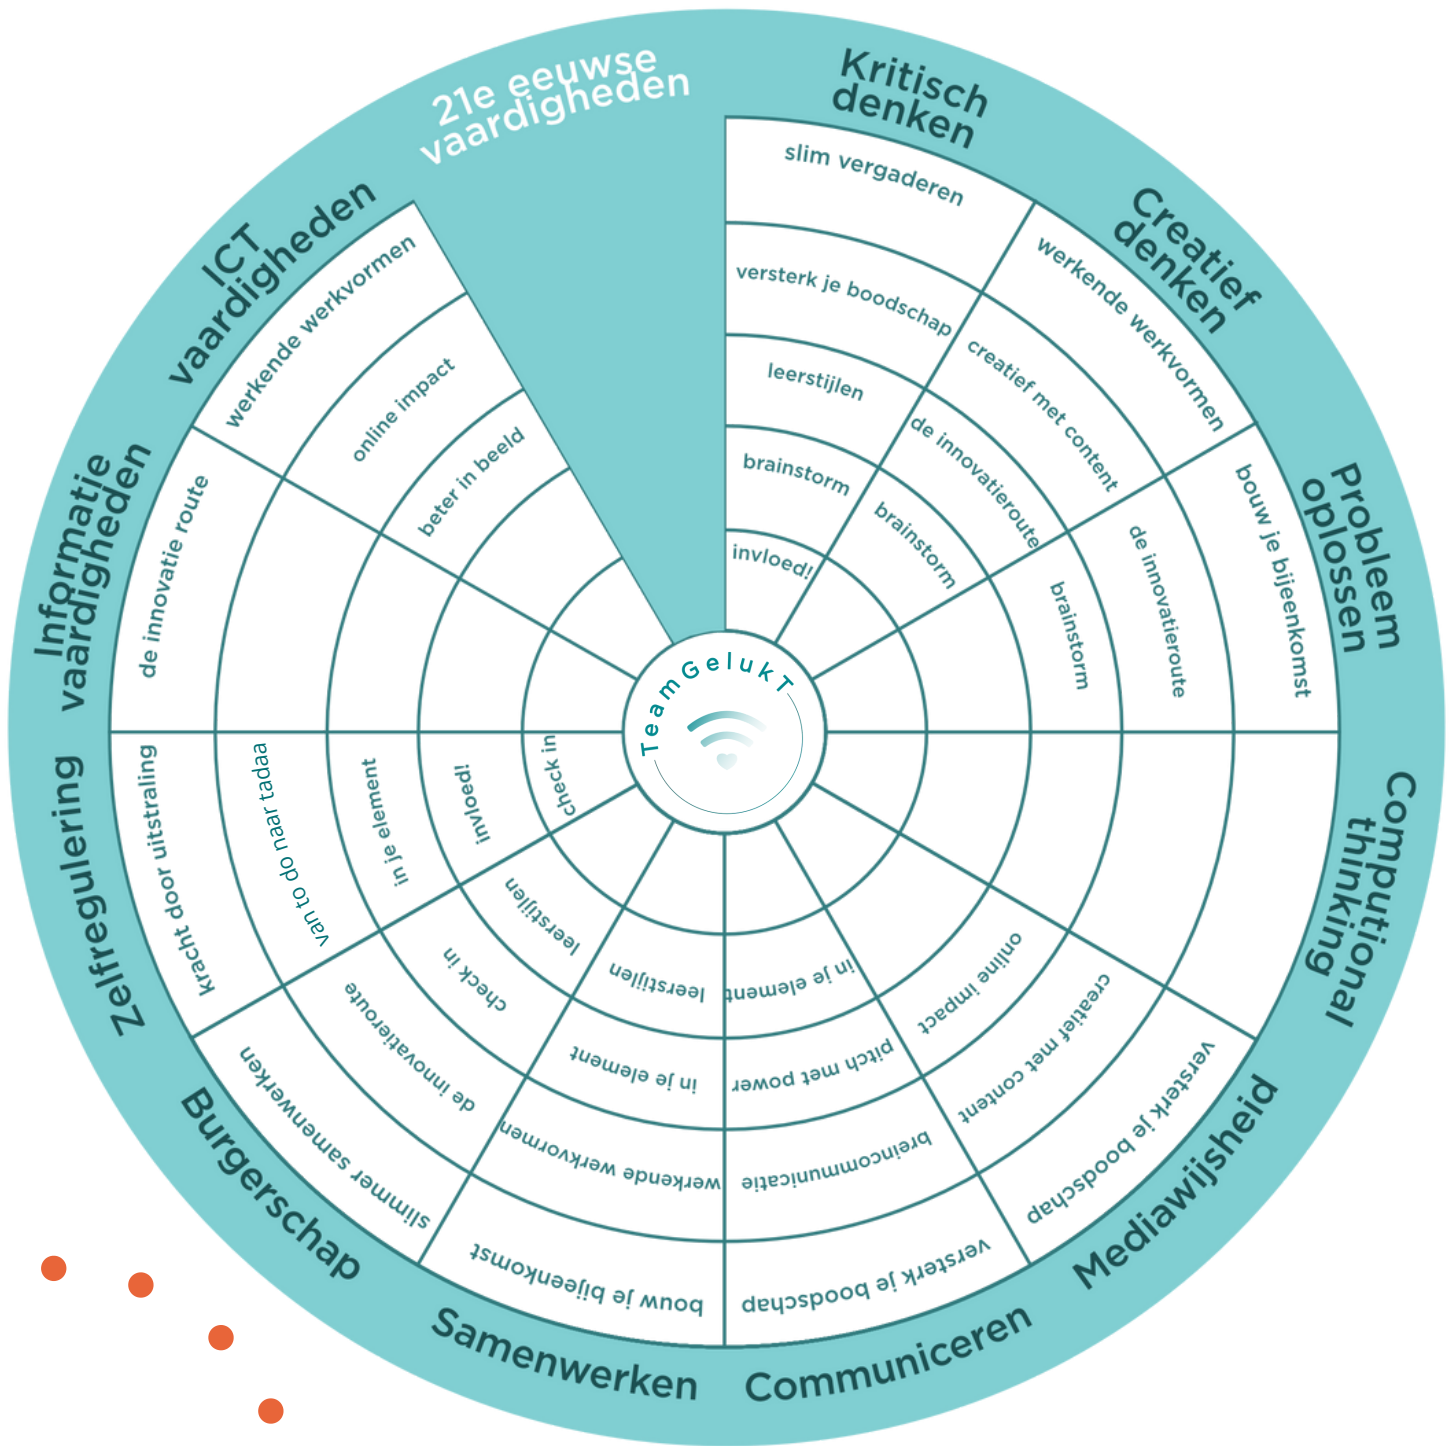 21e eeuwse
vaardigheden
Kritisch
denken
slim vergaderen
versterk je boodschap
leerstijlen
brainstorm
invloed!
Creatief
denken
werkende werkvormen
creatief met content
de innovatieroute
brainstorm
Probleem
oplossen
bouw je bijeenkomst
de innovatieroute
brainstorm
Computional
thinking
Mediawijsheid
versterk je boodschap
creatief met content
online impact
Communiceren
versterk je boodschap
breincommunicatie
pitch met power
in je element
Samenwerken
bouw je bijeenkomst
werkende werkvormen
in je element
leerstijlen
Burgerschap
slimmer samenwerken
de innovatieroute
check in
leerstijlen
Zelfregulering
kracht door uitstraling
van to do naar tadaa
in je element
invloed!
check in
Informatie
vaardigheden
de innovatie route
ICT
vaardigheden
werkende werkvormen
online impact
beter in beeld
TeamGelukT